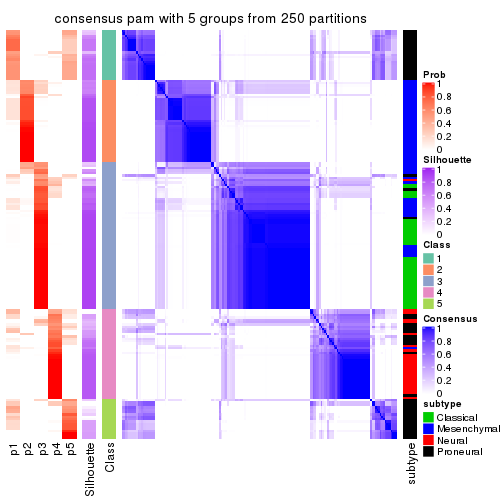 consensus pam with 5 groups from 250 partitions
Prob
1
0.8
0.6
0.4
0.2
0
Silhouette
1
0.8
0.6
0.4
0.2
0
Class
1
2
3
4
5
Consensus
1
0.8
0.6
0.4
0.2
0
subtype
Classical
Mesenchymal
Neural
Proneural
p1
p2
p3
p4
p5
Silhouette
Class
subtype